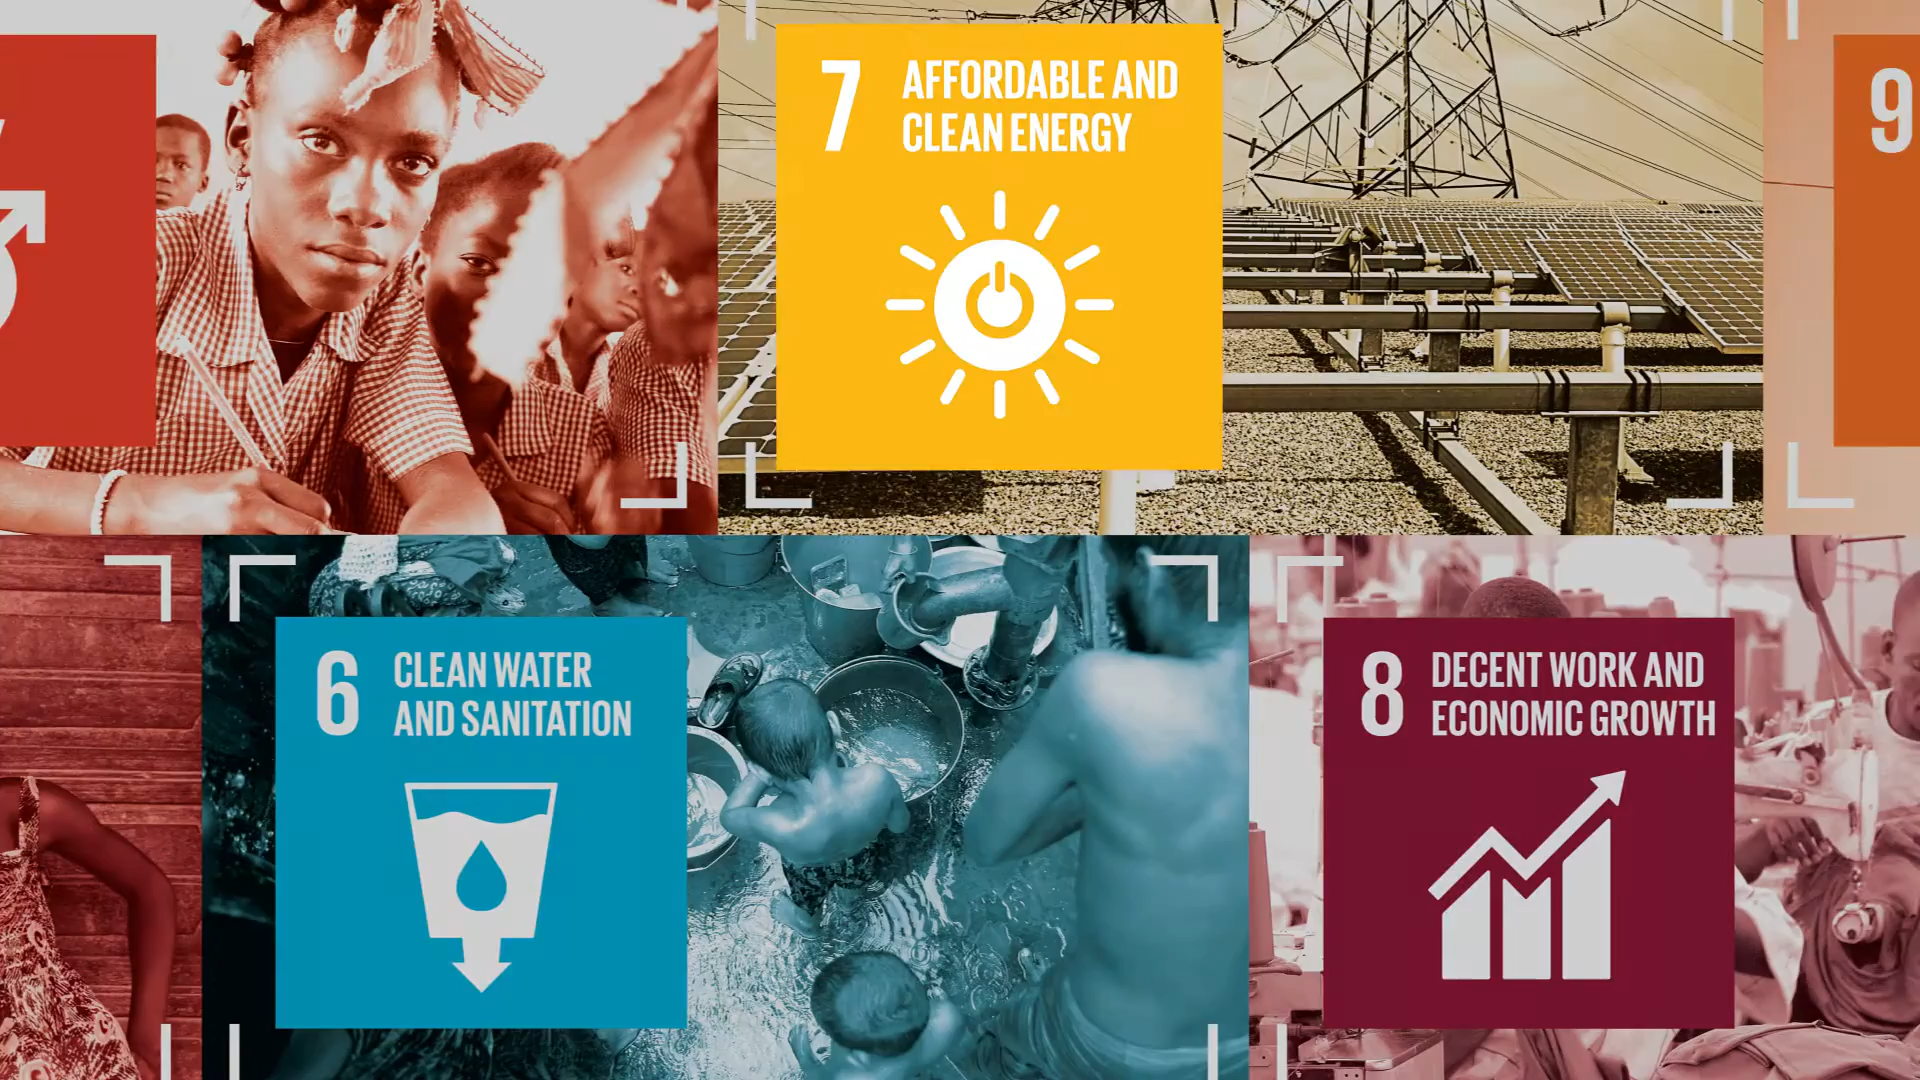 7 AFFORDABLE AND
CLEAN ENERGY
9
6 CLEAN WATER
AND SANITATION
8 DECENT WORK AND
ECONOMIC GROWTH